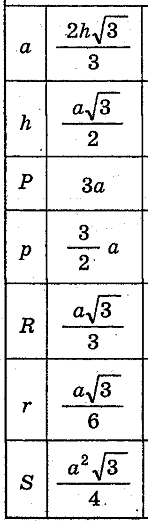 a 2h√3/3
h a√3/2
P 3a
p 3/2 a
R a√3/3
r a√3/6
S a²√3/4